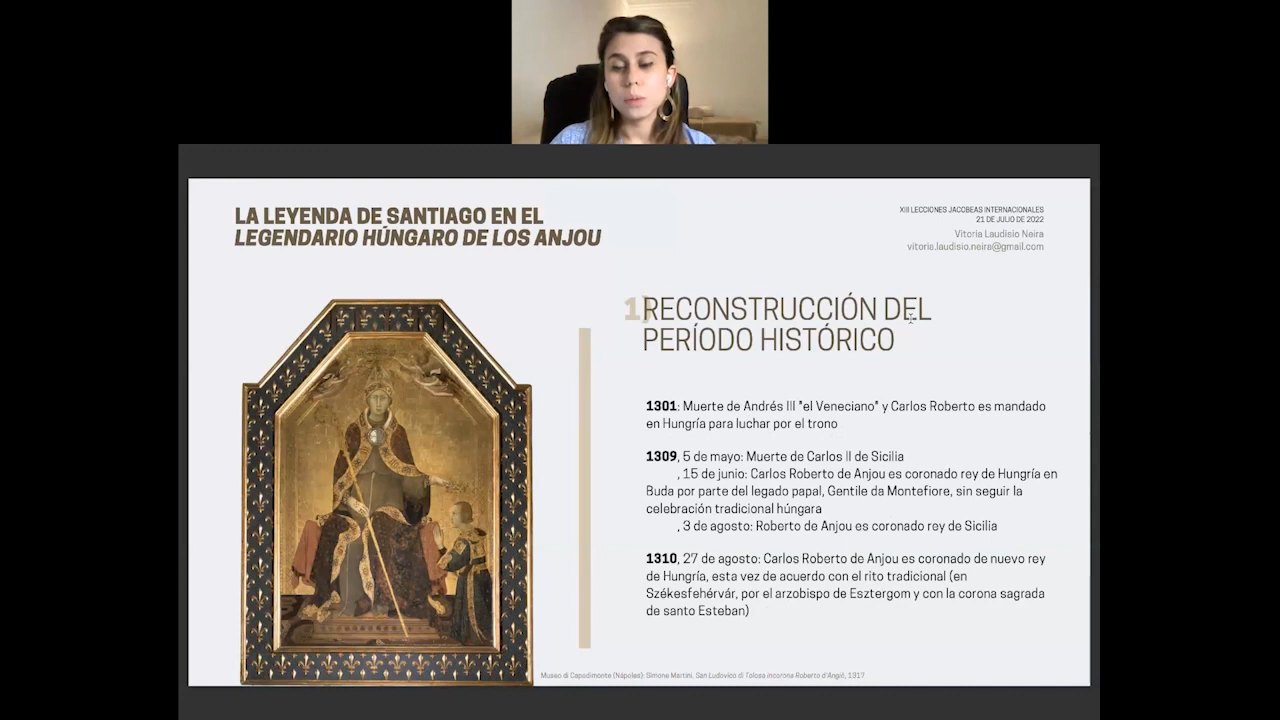 LA LEYENDA DE SANTIAGO EN EL
LEGENDARIO HÚNGARO DE LOS ANJOU
XIII LECCIONES JACOBEAS INTERNACIONALES
21 DE JULIO DE 2022
Vitoria Laudisio Neira
vitoria.laudisio.neira@gmail.com
1) RECONSTRUCCIÓN DEL
PERÍODO HISTÓRICO
1301: Muerte de Andrés III "el Veneciano" y Carlos Roberto es mandado
en Hungría para luchar por el trono
1309, 5 de mayo: Muerte de Carlos II de Sicilia
, 15 de junio: Carlos Roberto de Anjou es coronado rey de Hungría en
Buda por parte del legado papal, Gentile da Montefiore, sin seguir la
celebración tradicional húngara
, 3 de agosto: Roberto de Anjou es coronado rey de Sicilia
1310, 27 de agosto: Carlos Roberto de Anjou es coronado de nuevo rey
de Hungría, esta vez de acuerdo con el rito tradicional (en
Székesfehérvár, por el arzobispo de Esztergom y con la corona sagrada
de santo Esteban)
Museo di Capodimonte (Nápoles): Simone Martini, San Ludovico di Tolosa incorona Roberto d'Angiò, 1317